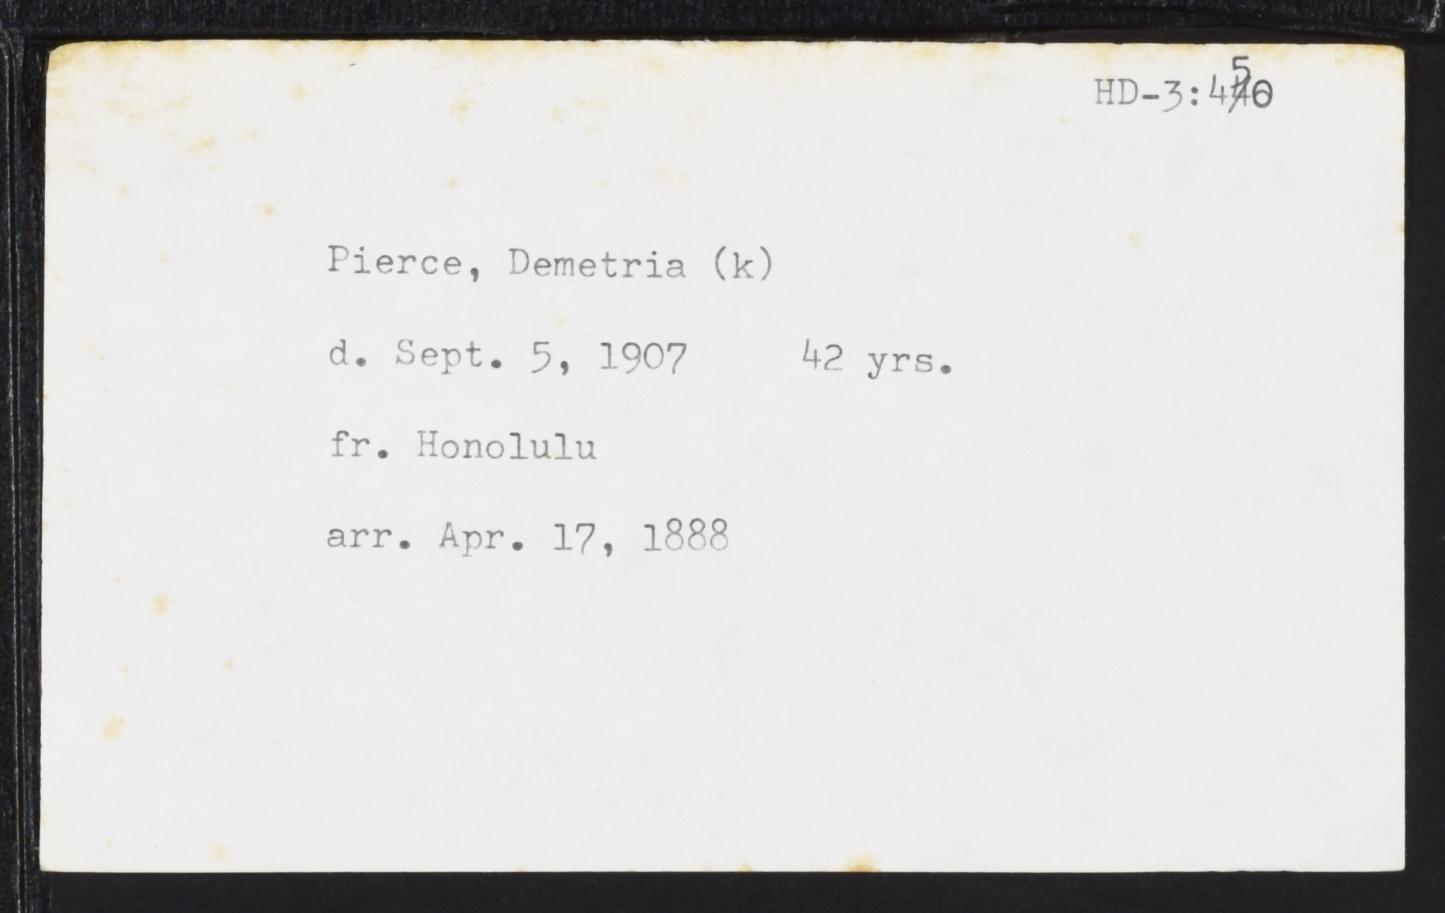 HD-3:450
Pierce, Demetria (k)
d. Sept. 5, 1907 42 yrs.
fr. Honolulu
arr. Apr. 17, 1888